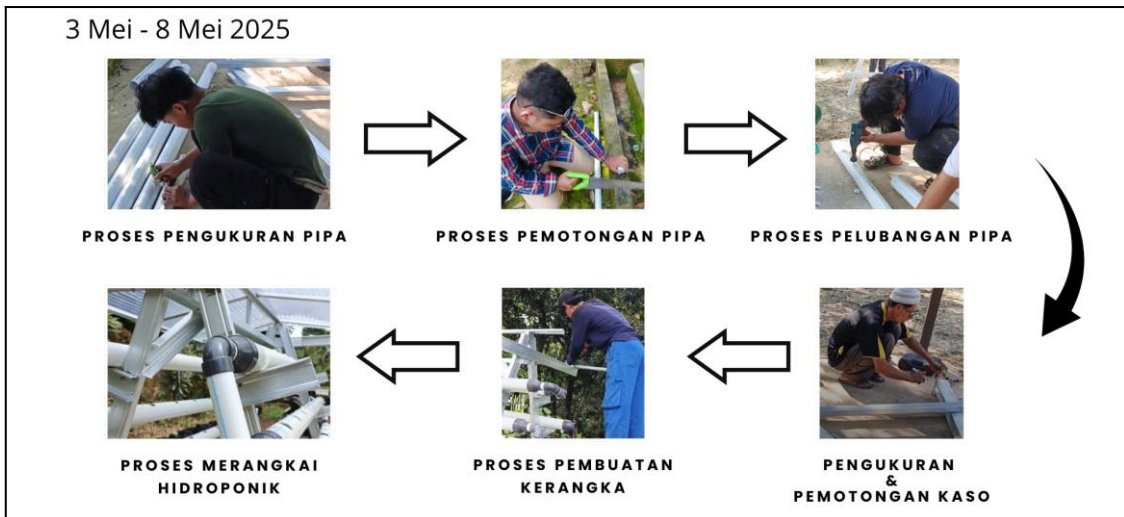 3 Mei - 8 Mei 2025
PROSES PENGUKURAN PIPA
PROSES PEMOTONGAN PIPA
PROSES PELUBANGAN PIPA
PENGUKURAN
&
PEMOTONGAN KASO
PROSES PEMBUATAN
KERANGKA
PROSES MERANGKAI
HIDROPONIK